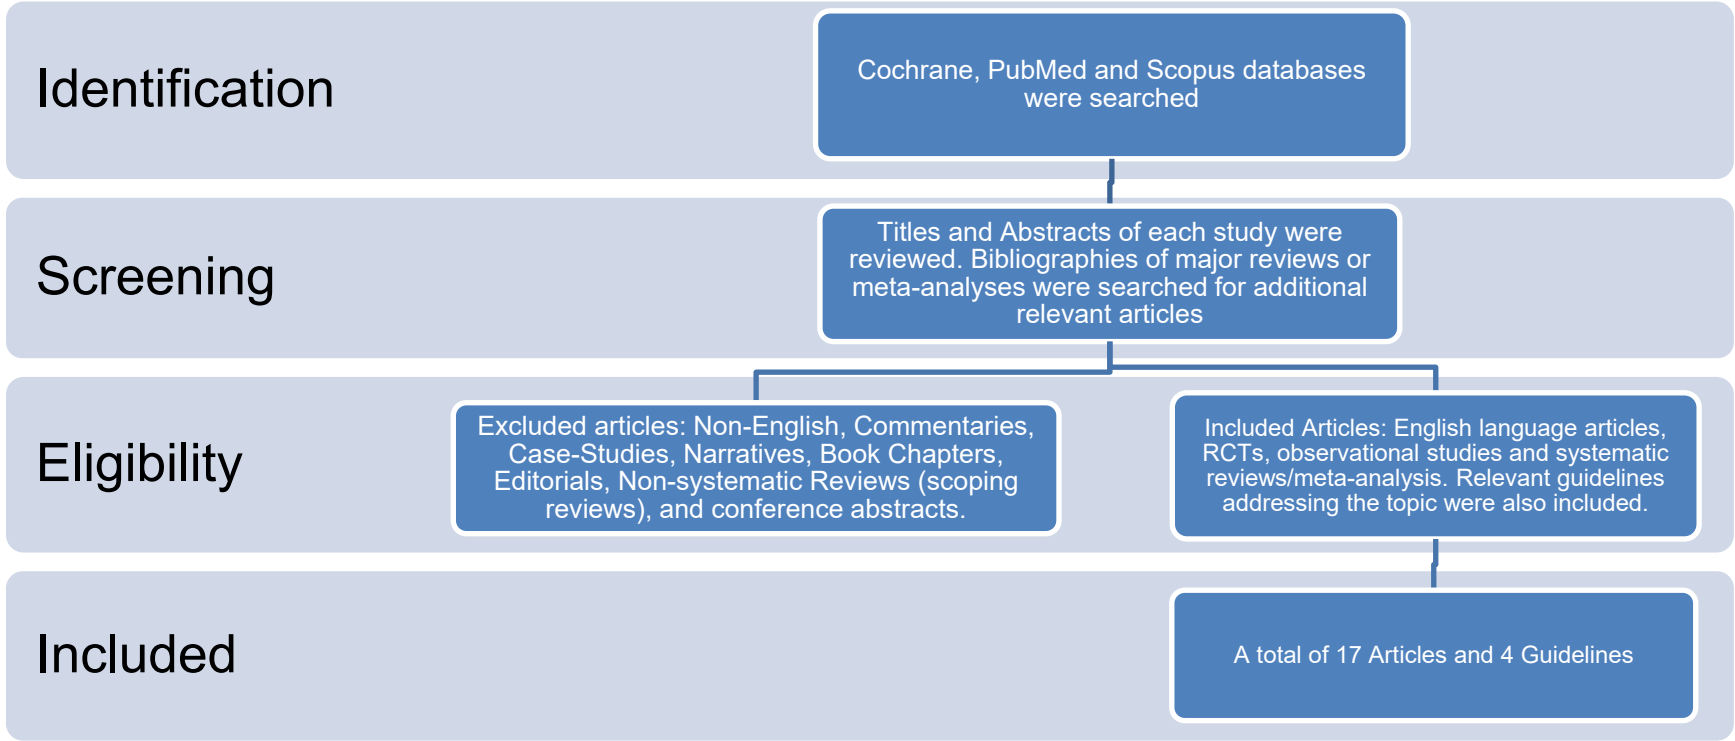 Identification
Cochrane, PubMed and Scopus databases
were searched
Screening
Titles and Abstracts of each study were
reviewed. Bibliographies of major reviews or
meta-analyses were searched for additional
relevant articles
Eligibility
Excluded articles: Non-English, Commentaries,
Case-Studies, Narratives, Book Chapters,
Editorials, Non-systematic Reviews (scoping
reviews), and conference abstracts.
Included Articles: English language articles,
RCTs, observational studies and systematic
reviews/meta-analysis. Relevant guidelines
addressing the topic were also included.
Included
A total of 17 Articles and 4 Guidelines